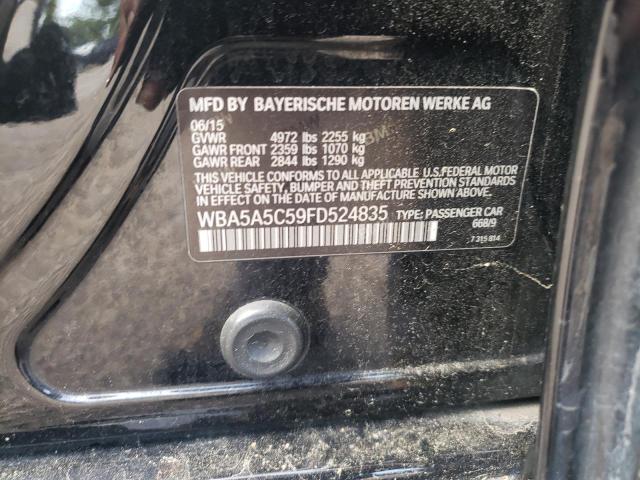 MFD BY BAYERISCHE MOTOREN WERKE AG
06/15
GVWR 4972 lbs 2255 kg
GAWR FRONT 2359 lbs 1070 kg
GAWR REAR 2844 lbs 1290 kg
THIS VEHICLE CONFORMS TO ALL APPLICABLE U.S.FEDERAL MOTOR
VEHICLE SAFETY, BUMPER AND THEFT PREVENTION STANDARDS
IN EFFECT ON THE DATE OF MANUFACTURE SHOWN ABOVE.
WBA5A5C59FD524835 TYPE: PASSENGER CAR
668/9
7 315 814